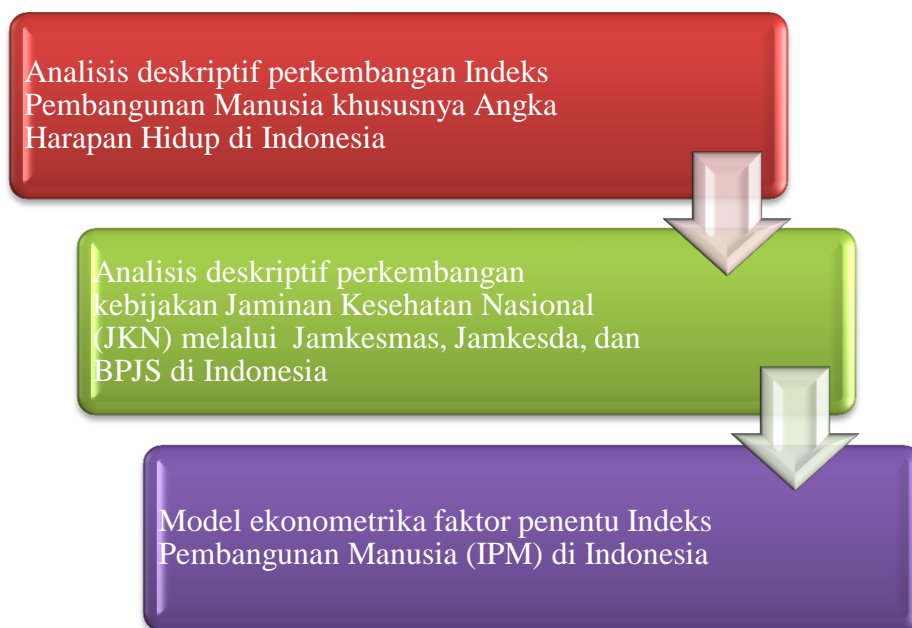 Analisis deskriptif perkembangan Indeks
Pembangunan Manusia khususnya Angka
Harapan Hidup di Indonesia
Analisis deskriptif perkembangan
kebijakan Jaminan Kesehatan Nasional
(JKN) melalui Jamkesmas, Jamkesda, dan
BPJS di Indonesia
Model ekonometrika faktor penentu Indeks
Pembangunan Manusia (IPM) di Indonesia